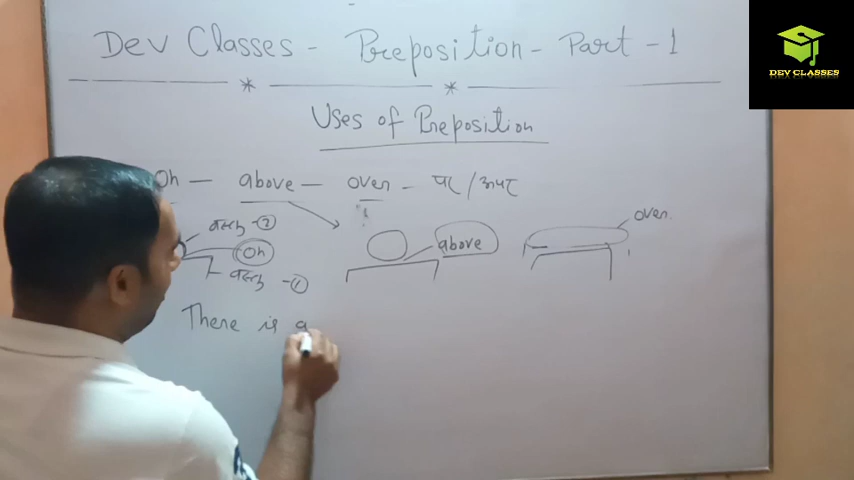 Dev Classes - Preposition - Part - 1
Uses of Preposition
On - above - over - पर / ऊपर
वस्तु - 2
On
वस्तु - 1
above
over
There is a
DEV CLASSES